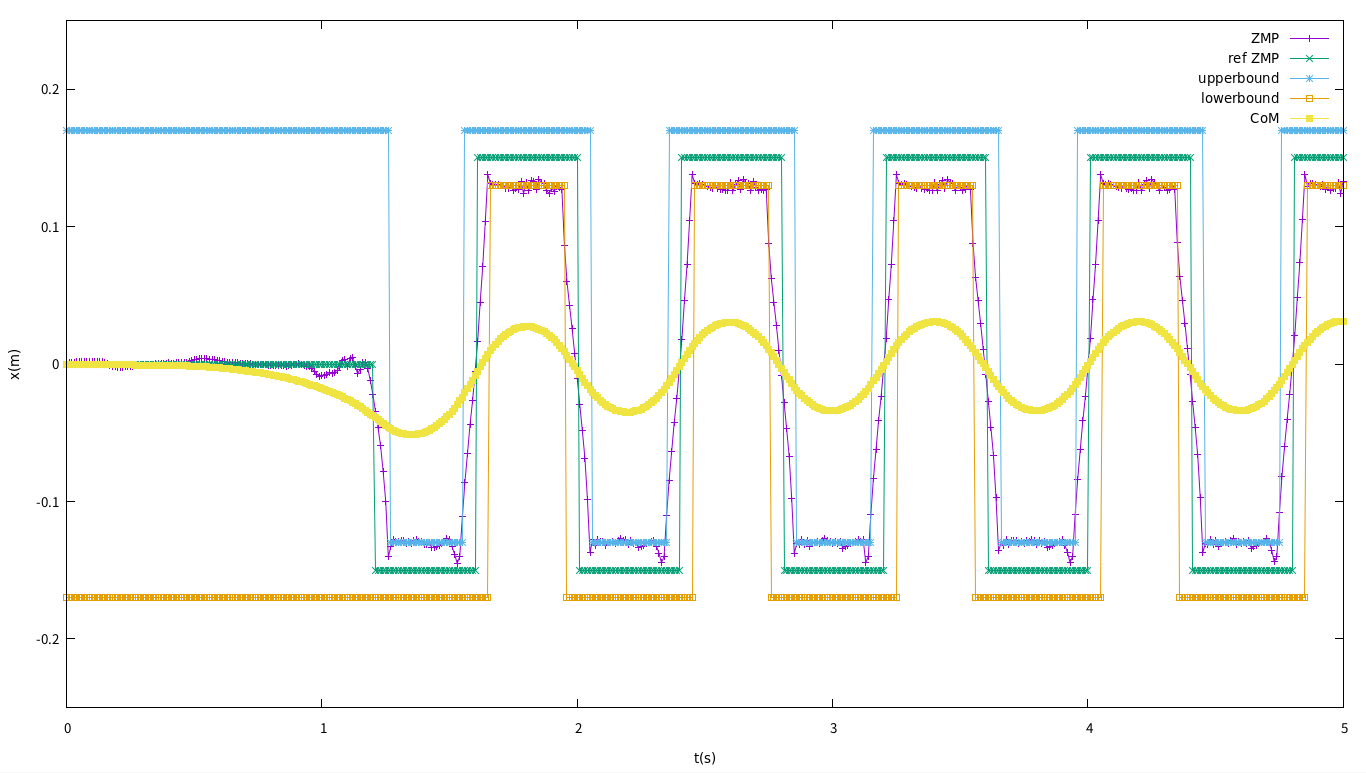 ZMP
ref ZMP
upperbound
lowerbound
CoM
0.2
0.1
0
-0.1
-0.2
x(m)
0 1 2 3 4 5
t(s)